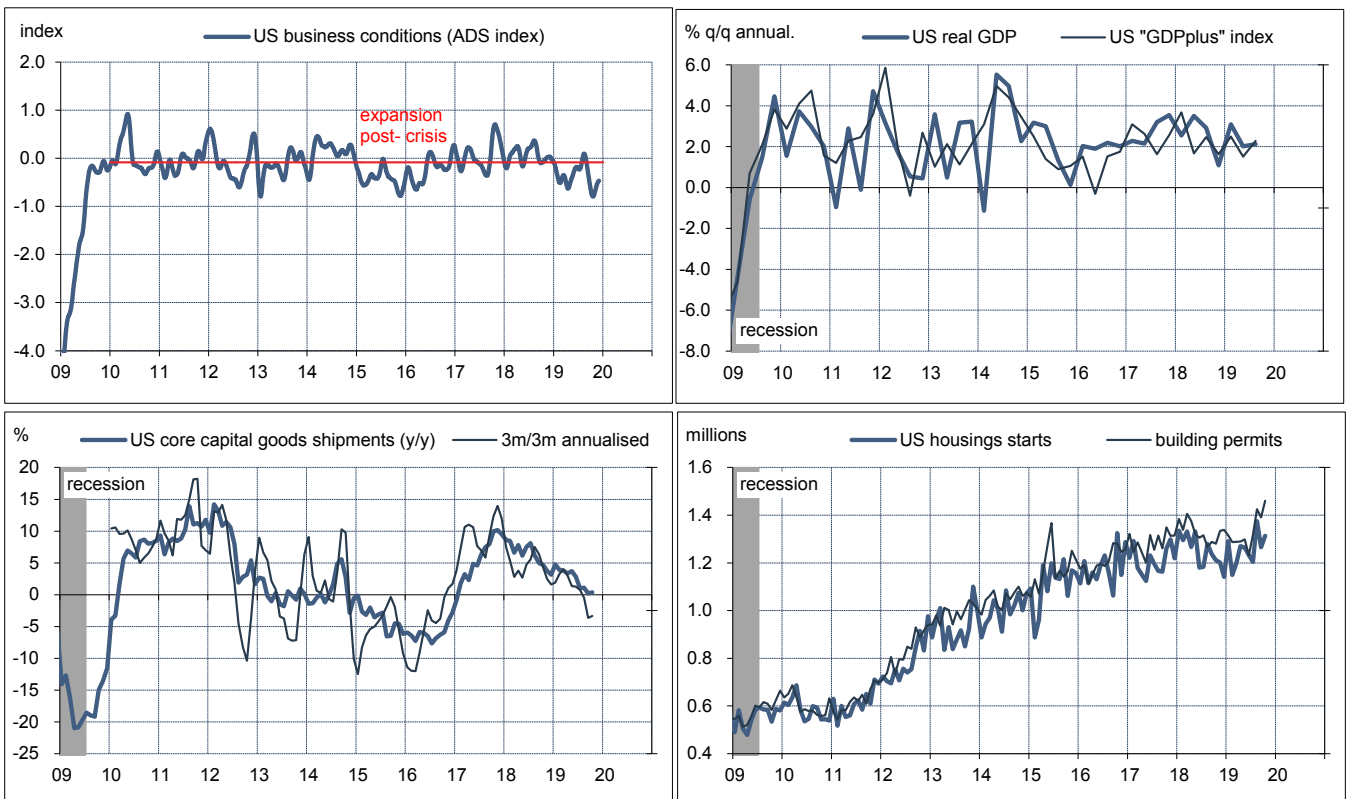 index
US business conditions (ADS index)
2.0
1.0
0.0
-1.0
-2.0
-3.0
-4.0
expansion
post- crisis
09 10 11 12 13 14 15 16 17 18 19 20
% q/q annual.
US real GDP
US "GDPplus" index
6.0
4.0
2.0
0.0
-2.0
-4.0
-6.0
-8.0
recession
09 10 11 12 13 14 15 16 17 18 19 20
%
US core capital goods shipments (y/y)
3m/3m annualised
20
15
10
5
0
-5
-10
-15
-20
-25
recession
09 10 11 12 13 14 15 16 17 18 19 20
millions
US housings starts
building permits
1.6
1.4
1.2
1.0
0.8
0.6
0.4
recession
09 10 11 12 13 14 15 16 17 18 19 20